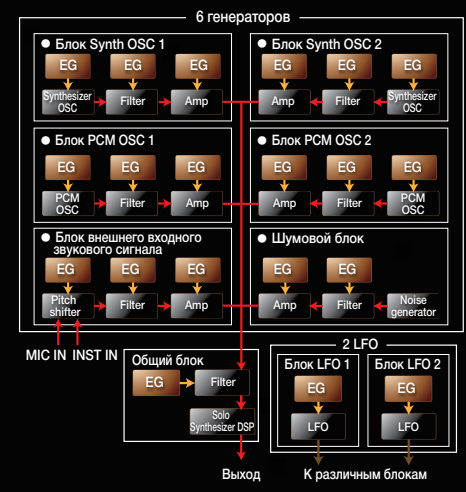 6 генераторов
● Блок Synth OSC 1
EG EG EG
Synthesizer
OSC
Filter
Amp
● Блок Synth OSC 2
EG EG EG
Amp
Filter
Synthesizer
OSC
● Блок PCM OSC 1
EG EG EG
PCM
OSC
Filter
Amp
● Блок PCM OSC 2
EG EG EG
Amp
Filter
PCM
OSC
● Блок внешнего входного
звукового сигнала
EG EG EG
Pitch
shifter
Filter
Amp
● Шумовой блок
EG EG
Amp
Filter
Noise
generator
MIC IN INST IN
Общий блок
EG
Filter
Solo
Synthesizer DSP
Выход
2 LFO
Блок LFO 1
EG
LFO
Блок LFO 2
EG
LFO
К различным блокам